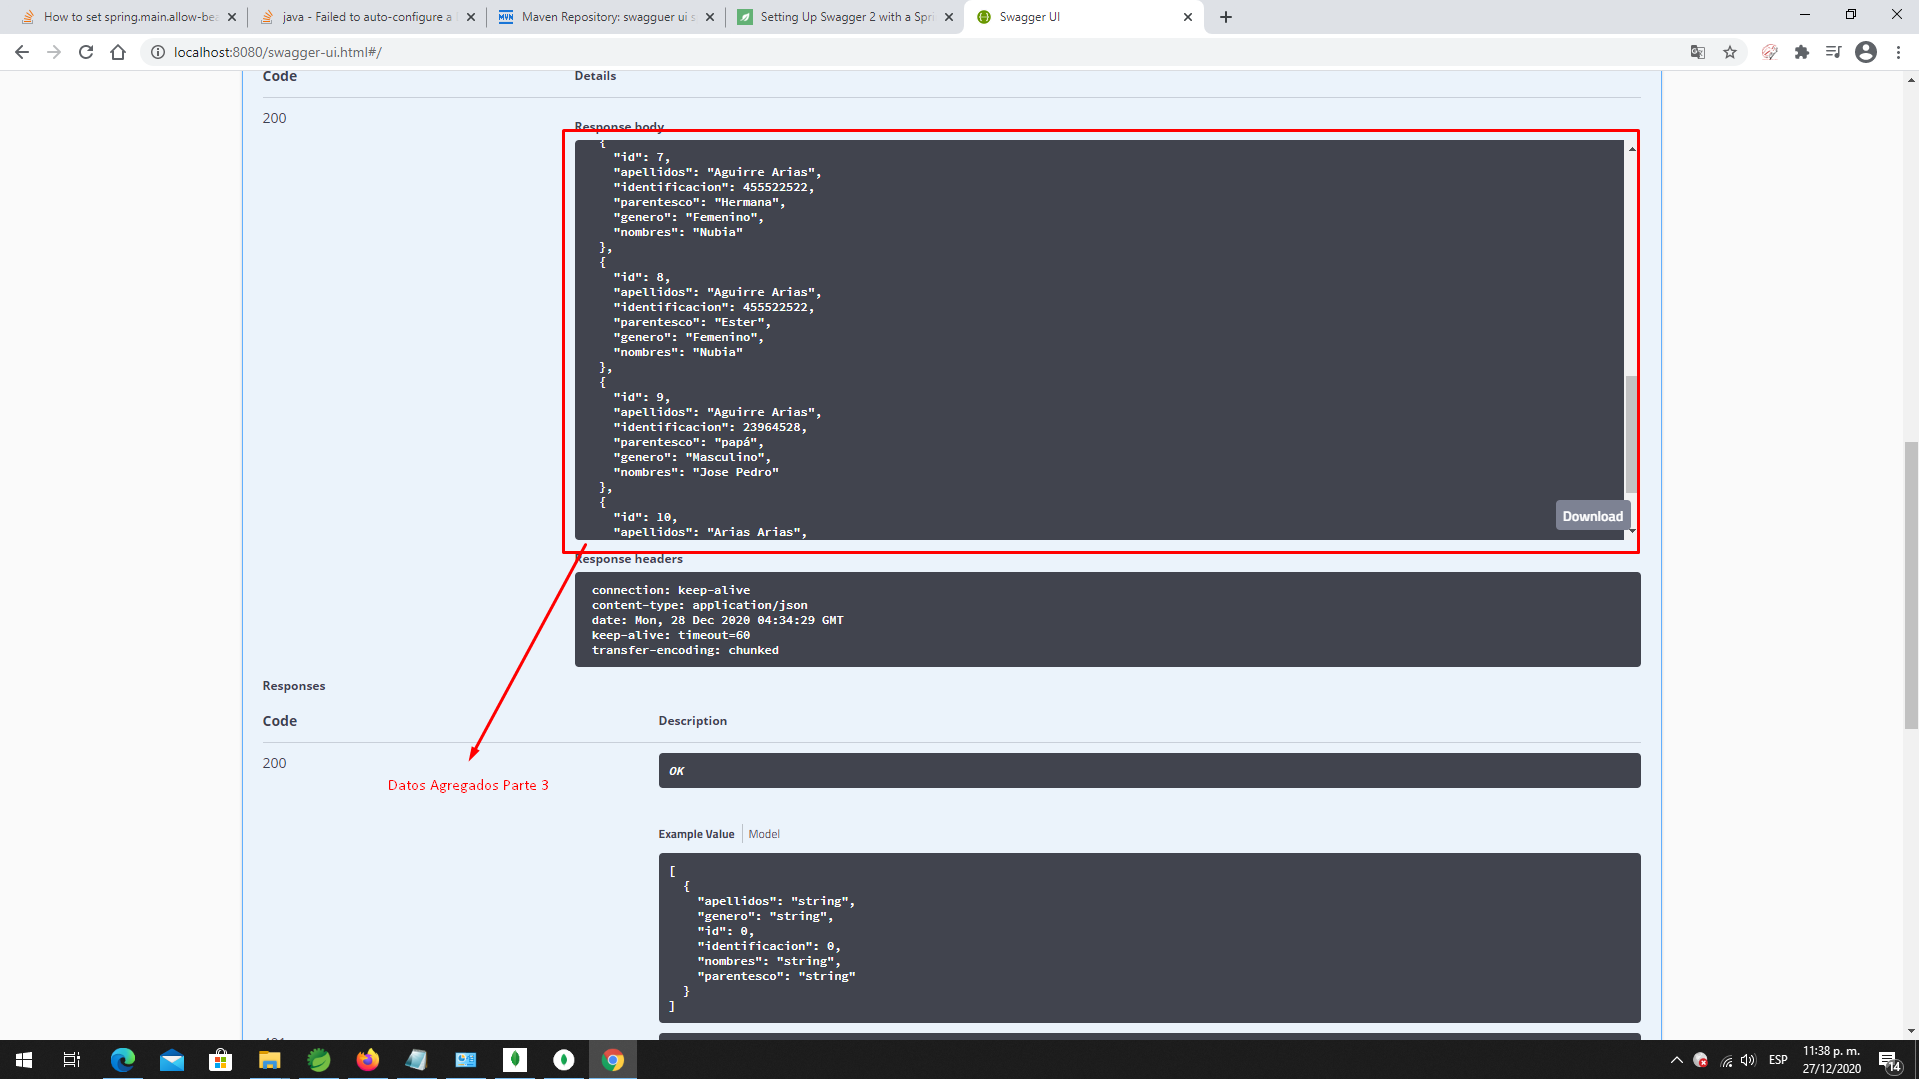 How to set spring.main.allow-bea
java - Failed to auto-configure a
Maven Repository: swagguer ui s
Setting Up Swagger 2 with a Spri
Swagger UI
localhost:8080/swagger-ui.html#/
Code Details
200
Response body
{
"id": 7,
"apellidos": "Aguirre Arias",
"identificacion": 455522522,
"parentesco": "Hermana",
"genero": "Femenino",
"nombres": "Nubia"
},
{
"id": 8,
"apellidos": "Aguirre Arias",
"identificacion": 455522522,
"parentesco": "Ester",
"genero": "Femenino",
"nombres": "Nubia"
},
{
"id": 9,
"apellidos": "Aguirre Arias",
"identificacion": 23964528,
"parentesco": "papá",
"genero": "Masculino",
"nombres": "Jose Pedro"
},
{
"id": 10,
"apellidos": "Arias Arias",
Download
Response headers
connection: keep-alive
content-type: application/json
date: Mon, 28 Dec 2020 04:34:29 GMT
keep-alive: timeout=60
transfer-encoding: chunked
Responses
Code Description
200
OK
Datos Agregados Parte 3
Example Value Model
[
{
"apellidos": "string",
"genero": "string",
"id": 0,
"identificacion": 0,
"nombres": "string",
"parentesco": "string"
}
]
MVN
ESP
11:38 p. m.
27/12/2020
14